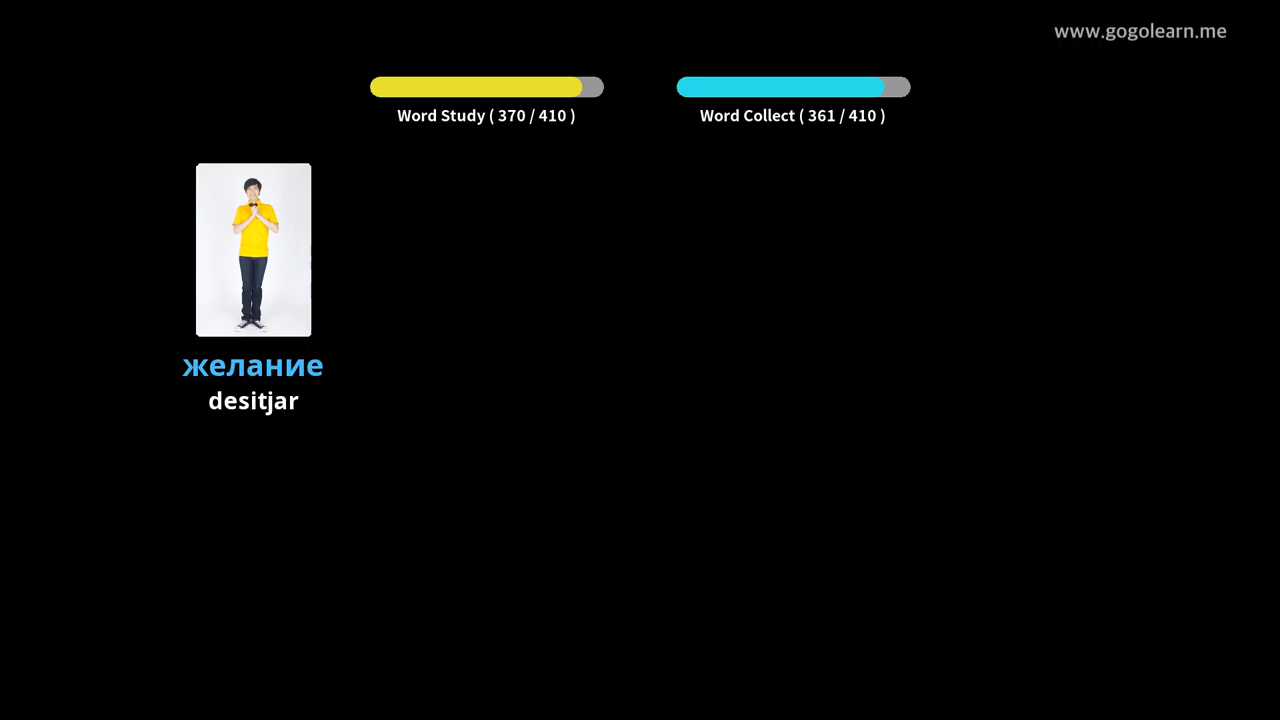 www.gogolearn.me
Word Study ( 370 / 410 )
Word Collect ( 361 / 410 )
желание
desitjar